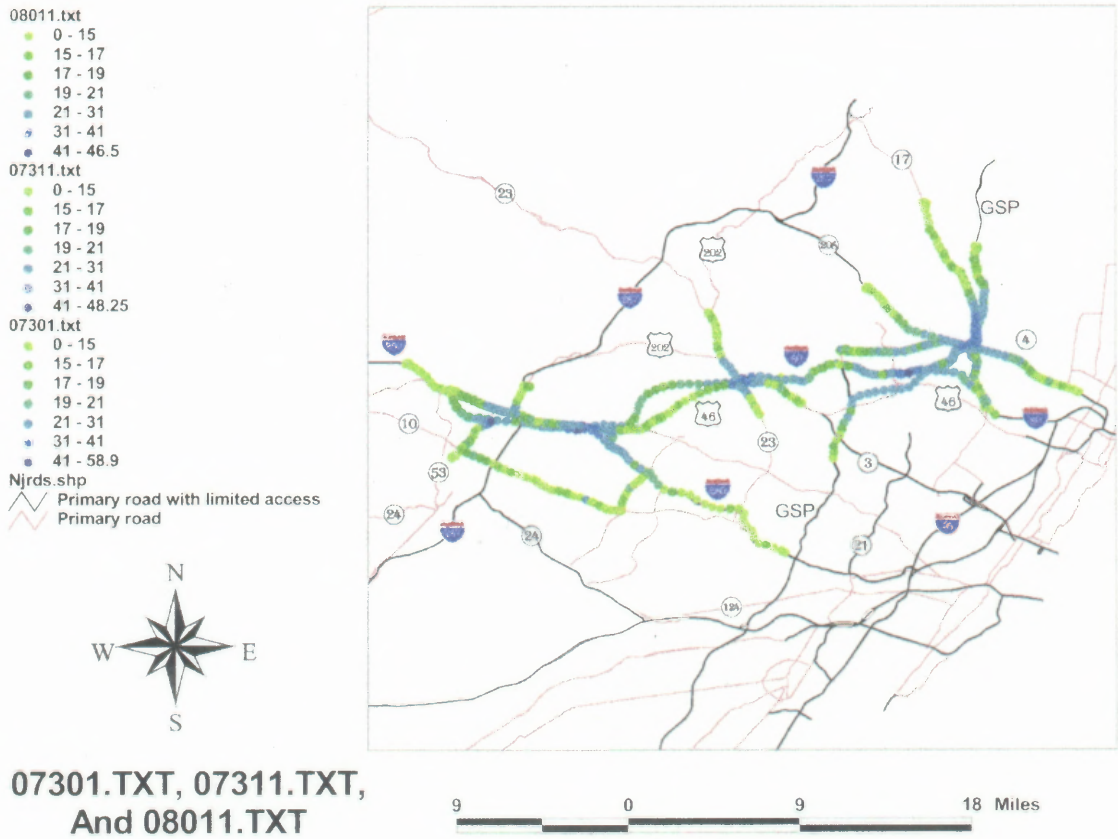 08011.txt
0 - 15
15 - 17
17 - 19
19 - 21
21 - 31
31 - 41
41 - 46.5
07311.txt
0 - 15
15 - 17
17 - 19
19 - 21
21 - 31
31 - 41
41 - 48.25
07301.txt
0 - 15
15 - 17
17 - 19
19 - 21
21 - 31
31 - 41
41 - 58.9
Njrds.shp
Primary road with limited access
Primary road
N
W
E
S
17
23
GSP
202
4
202
46
46
10
23
53
3
GSP
24
24
21
124
07301.TXT, 07311.TXT,
And 08011.TXT
9
0
9
18 Miles